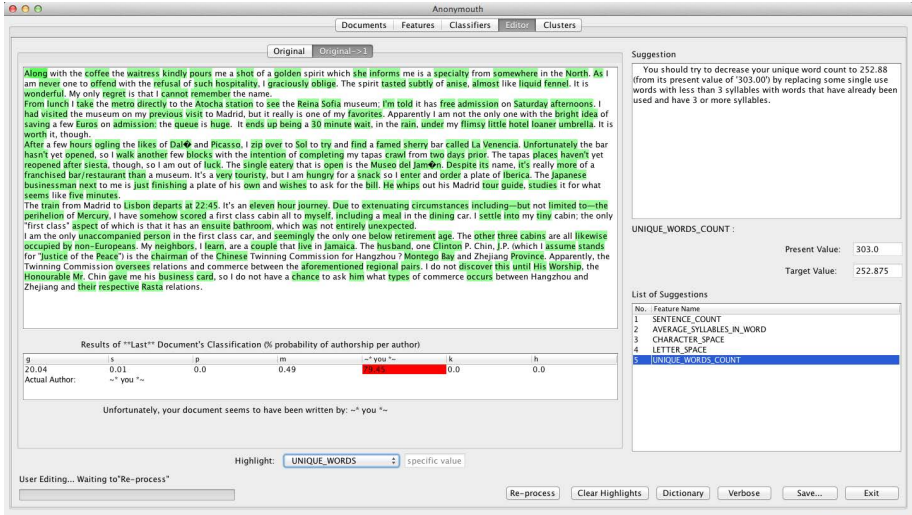 Anonymouth
Documents Features Classifiers Editor Clusters
Original Original->1
Along with the coffee the waitress kindly pours me a shot of a golden spirit which she informs me is a specialty from somewhere in the North. As I
am never one to offend with the refusal of such hospitality, I graciously oblige. The spirit tasted subtly of anise, almost like liquid fennel. It is
wonderful. My only regret is that I cannot remember the name.
From lunch I take the metro directly to the Atocha station to see the Reina Sofia museum; I'm told it has free admission on Saturday afternoons. I
had visited the museum on my previous visit to Madrid, but it really is one of my favorites. Apparently I am not the only one with the bright idea of
saving a few Euros on admission: the queue is huge. It ends up being a 30 minute wait, in the rain, under my flimsy little hotel loaner umbrella. It is
worth it, though.
After a few hours ogling the likes of Dal� and Picasso, I zip over to Sol to try and find a famed sherry bar called La Venencia. Unfortunately the bar
hasn't yet opened, so I walk another few blocks with the intention of completing my tapas crawl from two days prior. The tapas places haven't yet
reopened after siesta, though, so I am out of luck. The single eatery that is open is the Museo del Jam�n. Despite its name, it's really more of a
franchised bar/restaurant than a museum. It's a very touristy, but I am hungry for a snack so I enter and order a plate of Iberica. The Japanese
businessman next to me is just finishing a plate of his own and wishes to ask for the bill. He whips out his Madrid tour guide, studies it for what
seems like five minutes.
The train from Madrid to Lisbon departs at 22:45. It's an eleven hour journey. Due to extenuating circumstances including—but not limited to—the
perihelion of Mercury, I have somehow scored a first class cabin all to myself, including a meal in the dining car. I settle into my tiny cabin; the only
"first class" aspect of which is that it has an ensuite bathroom, which was not entirely unexpected.
I am the only unaccompanied person in the first class car, and seemingly the only one below retirement age. The other three cabins are all likewise
occupied by non-Europeans. My neighbors, I learn, are a couple that live in Jamaica. The husband, one Clinton P. Chin, J.P. (which I assume stands
for "Justice of the Peace") is the chairman of the Chinese Twinning Commission for Hangzhou ? Montego Bay and Zhejiang Province. Apparently, the
Twinning Commission oversees relations and commerce between the aforementioned regional pairs. I do not discover this until His Worship, the
Honourable Mr. Chin gave me his business card, so I do not have a chance to ask him what types of commerce occurs between Hangzhou and
Zhejiang and their respective Rasta relations.
Results of **Last** Document's Classification (% probability of authorship per author)
g s p m ~* you *~ k h
20.04 0.01 0.0 0.49 79.45 0.0 0.0
Actual Author: ~* you *~
Unfortunately, your document seems to have been written by: ~* you *~
Highlight: UNIQUE_WORDS specific value
User Editing... Waiting to"Re-process"
Suggestion
You should try to decrease your unique word count to 252.88
(from its present value of '303.00') by replacing some single use
words with less than 3 syllables with words that have already been
used and have 3 or more syllables.
UNIQUE_WORDS_COUNT :
Present Value: 303.0
Target Value: 252.875
List of Suggestions
No. Feature Name
1 SENTENCE_COUNT
2 AVERAGE_SYLLABLES_IN_WORD
3 CHARACTER_SPACE
4 LETTER_SPACE
5 UNIQUE_WORDS_COUNT
Re-process Clear Highlights Dictionary Verbose Save... Exit